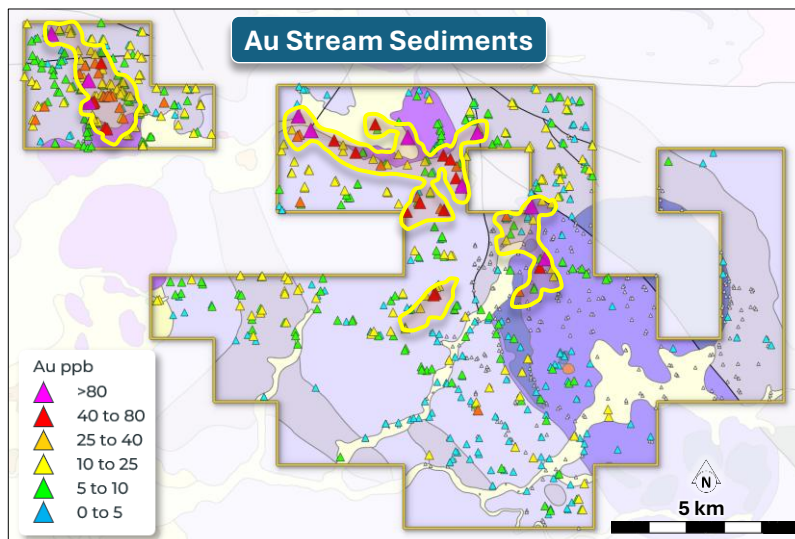 Au Stream Sediments
Au ppb
>80
40 to 80
25 to 40
10 to 25
5 to 10
0 to 5
N
5 km